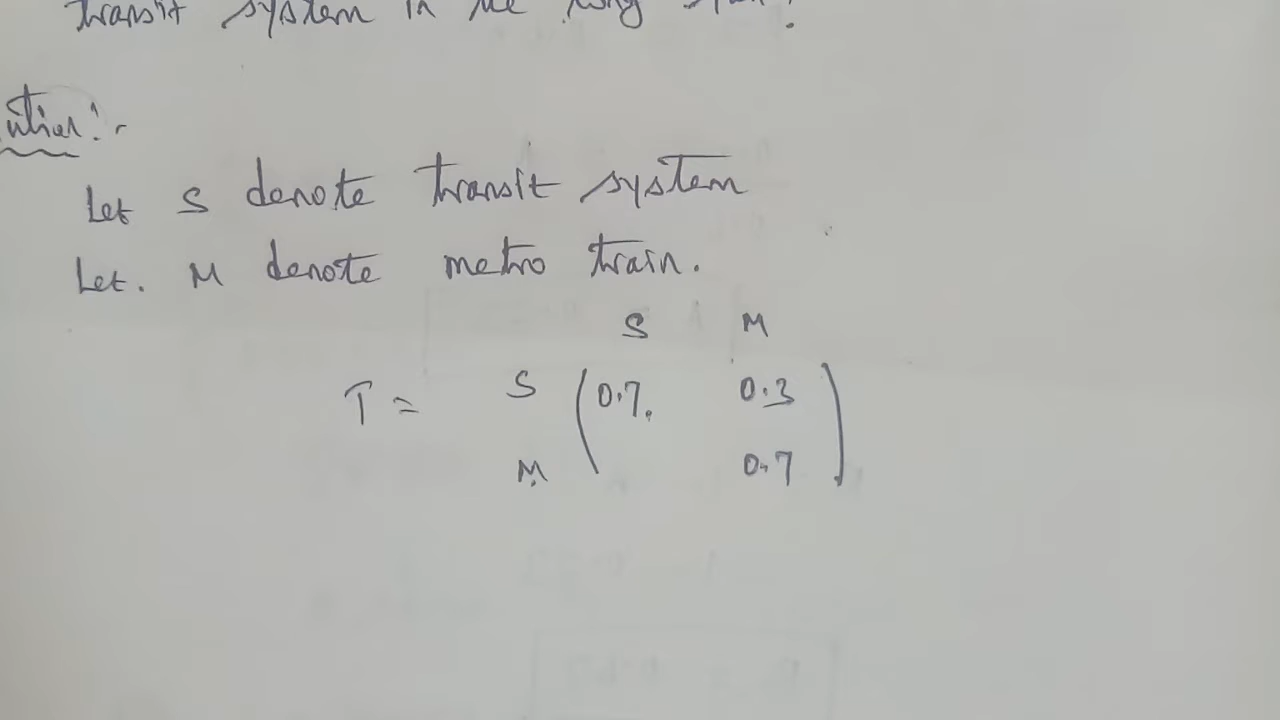 transit system in the long run?
ution:-
Let S denote transit system
Let. M denote metro train.
S M
T = S ( 0.7. 0.3 )
M 0.7